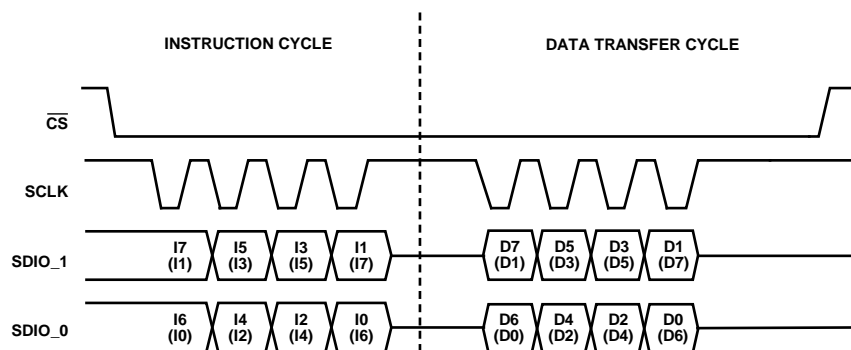 INSTRUCTION CYCLE DATA TRANSFER CYCLE
CS
SCLK
SDIO_1
I7 I5 I3 I1 D7 D5 D3 D1
(I1) (I3) (I5) (I7) (D1) (D3) (D5) (D7)
SDIO_0
I6 I4 I2 I0 D6 D4 D2 D0
(I0) (I2) (I4) (I6) (D0) (D2) (D4) (D6)